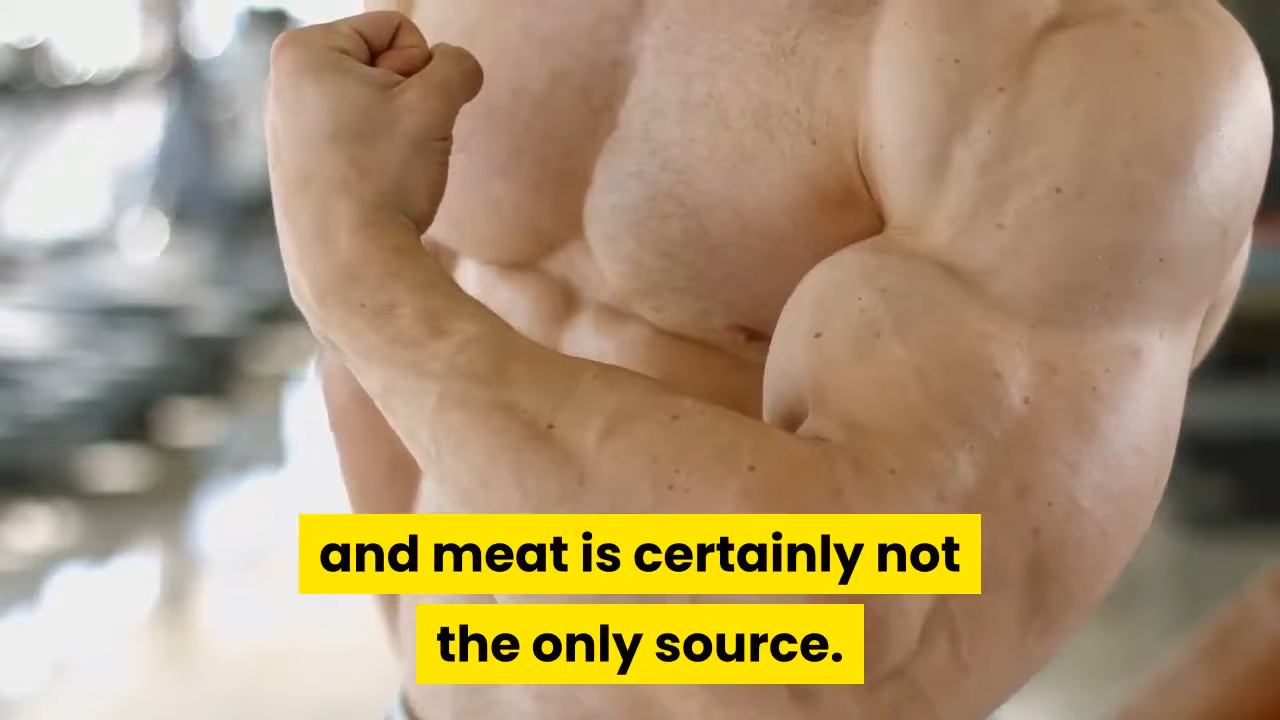 and meat is certainly not
the only source.